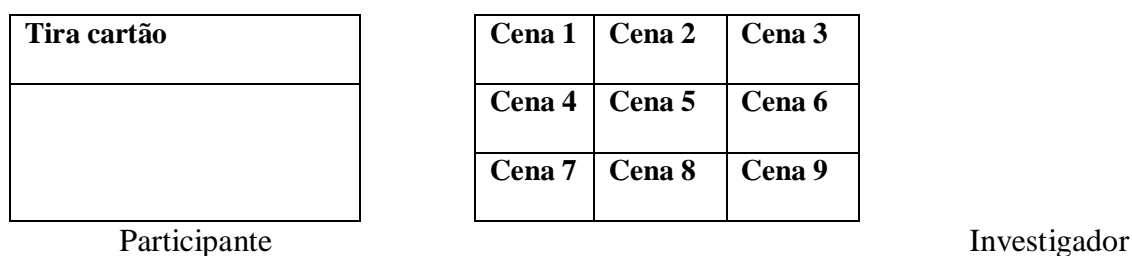 Tira cartão
Cena 1 Cena 2 Cena 3
Cena 4 Cena 5 Cena 6
Cena 7 Cena 8 Cena 9
Participante Investigador